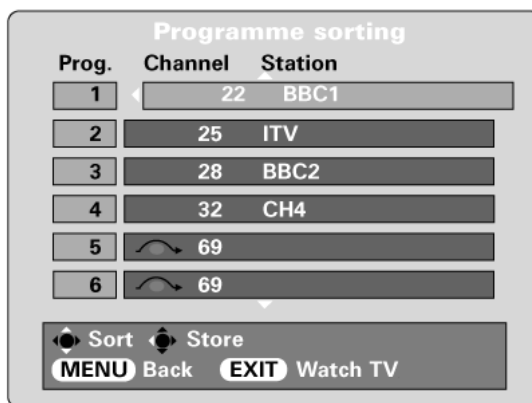 Programme sorting
Prog. Channel Station
1 22 BBC1
2 25 ITV
3 28 BBC2
4 32 CH4
5 69
6 69
Sort Store
MENU Back EXIT Watch TV